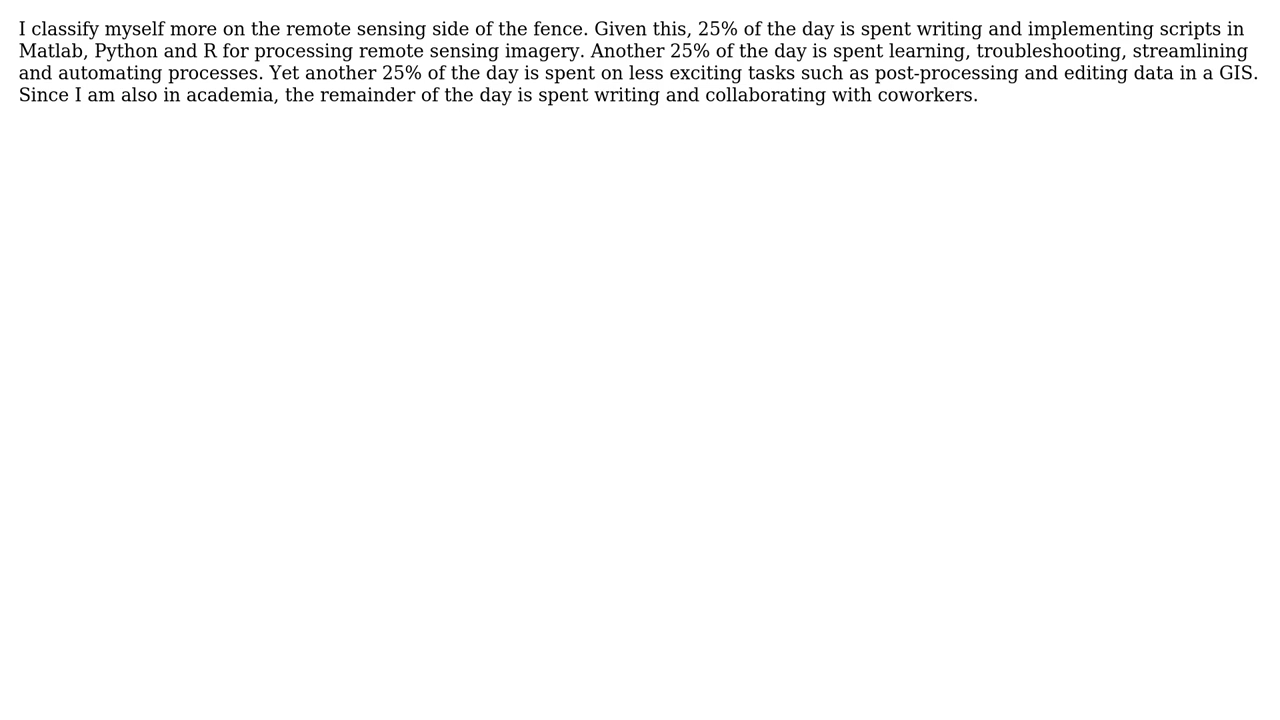 I classify myself more on the remote sensing side of the fence. Given this, 25% of the day is spent writing and implementing scripts in
Matlab, Python and R for processing remote sensing imagery. Another 25% of the day is spent learning, troubleshooting, streamlining
and automating processes. Yet another 25% of the day is spent on less exciting tasks such as post-processing and editing data in a GIS.
Since I am also in academia, the remainder of the day is spent writing and collaborating with coworkers.